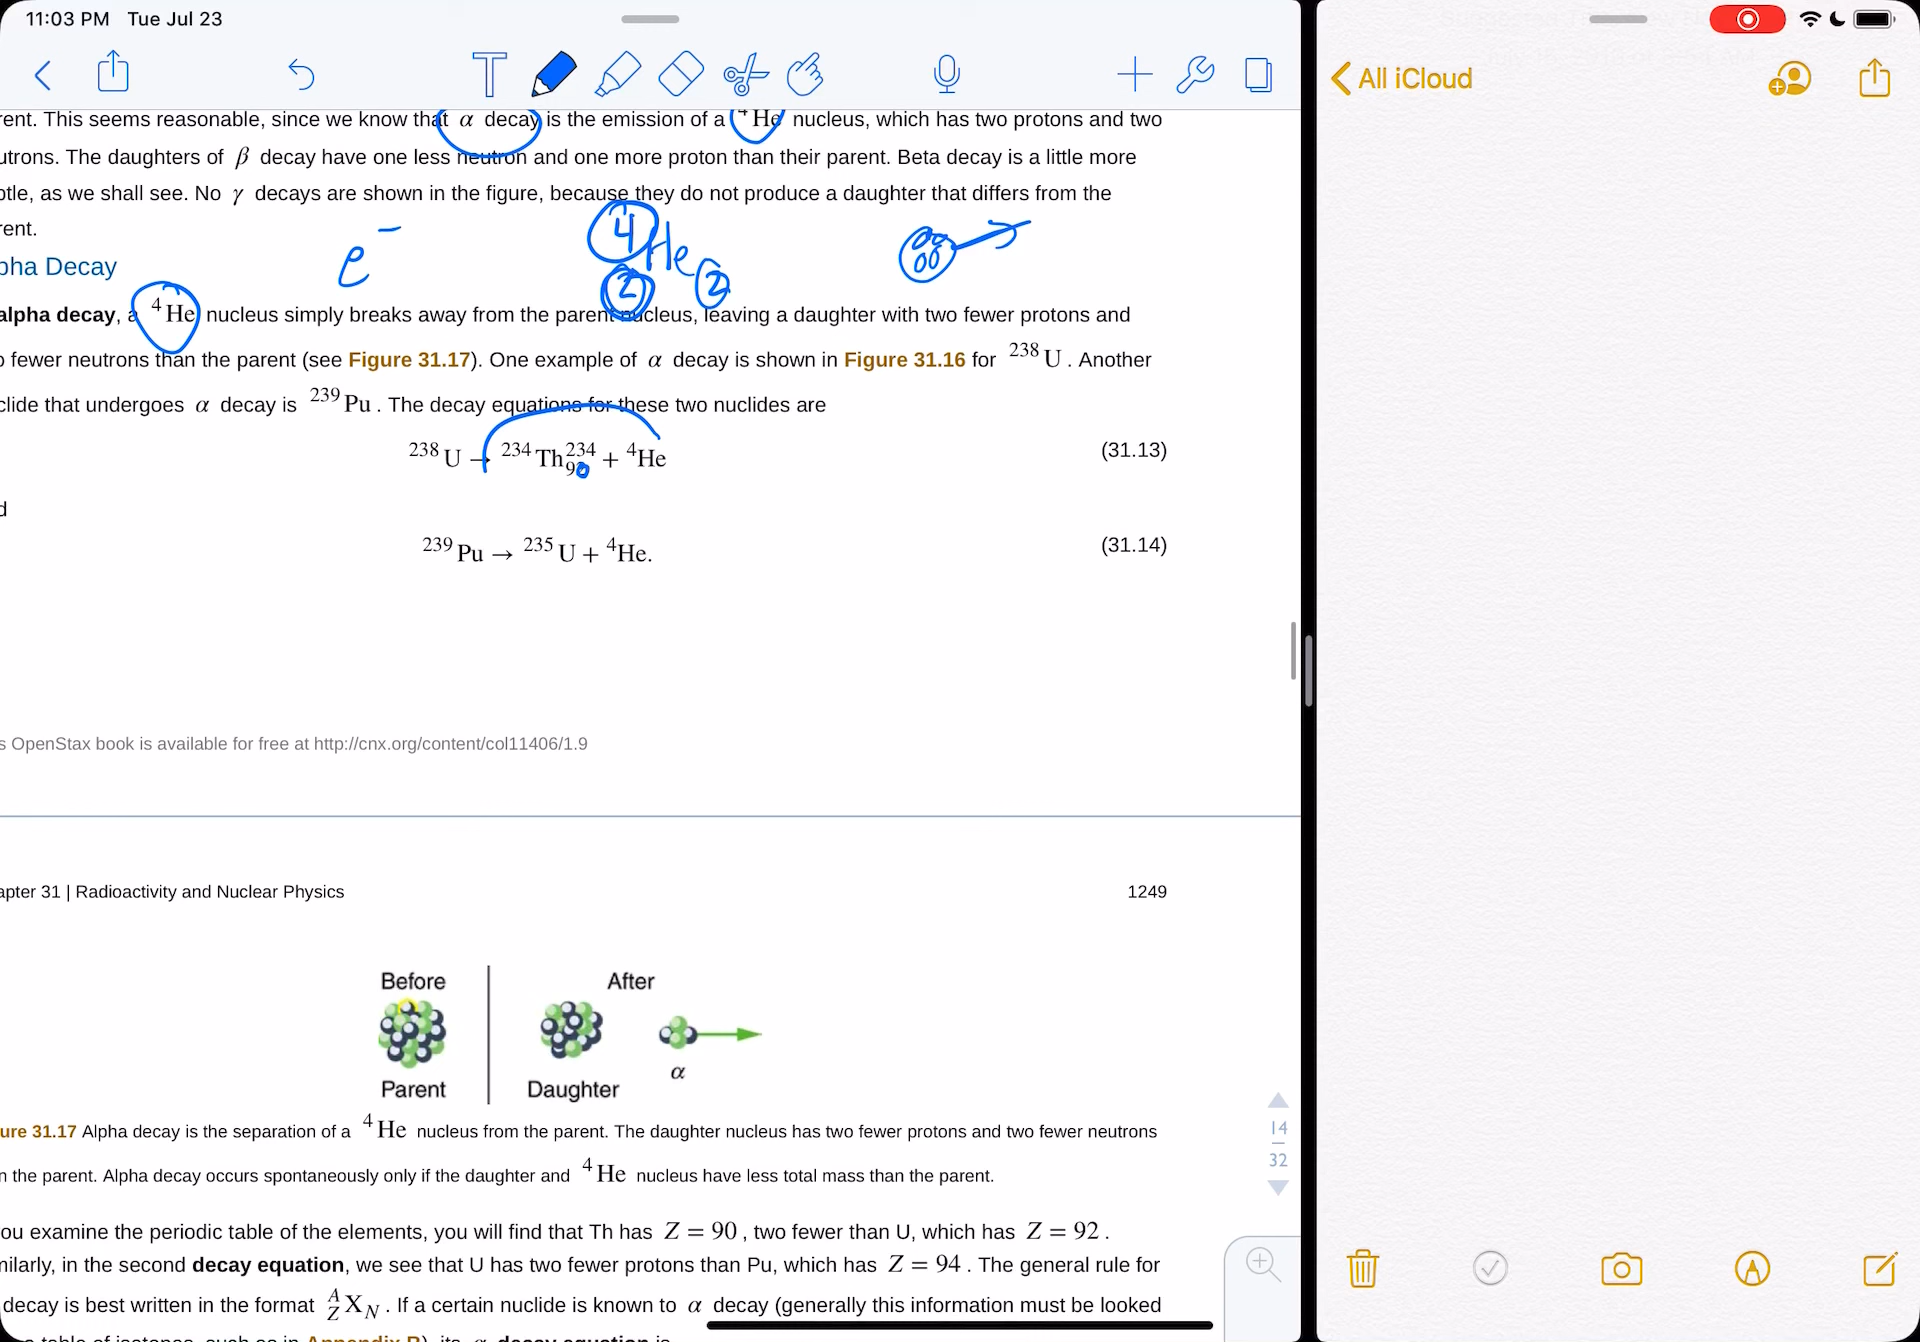 11:03 PM Tue Jul 23
All iCloud
rent. This seems reasonable, since we know that α decay is the emission of a ⁴He nucleus, which has two protons and two
utrons. The daughters of β decay have one less neutron and one more proton than their parent. Beta decay is a little more
otle, as we shall see. No γ decays are shown in the figure, because they do not produce a daughter that differs from the
rent.
e⁻
⁴₂He₂
pha Decay
alpha decay, a ⁴He nucleus simply breaks away from the parent nucleus, leaving a daughter with two fewer protons and
o fewer neutrons than the parent (see Figure 31.17). One example of α decay is shown in Figure 31.16 for ²³⁸U. Another
clide that undergoes α decay is ²³⁹Pu. The decay equations for these two nuclides are
²³⁸U → ²³⁴Th²³⁴ + ⁴He (31.13)
d
²³⁹Pu → ²³⁵U + ⁴He. (31.14)
s OpenStax book is available for free at http://cnx.org/content/col11406/1.9
apter 31 | Radioactivity and Nuclear Physics 1249
Before After
Parent Daughter α
ure 31.17 Alpha decay is the separation of a ⁴He nucleus from the parent. The daughter nucleus has two fewer protons and two fewer neutrons
n the parent. Alpha decay occurs spontaneously only if the daughter and ⁴He nucleus have less total mass than the parent.
14
32
ou examine the periodic table of the elements, you will find that Th has Z = 90, two fewer than U, which has Z = 92.
milarly, in the second decay equation, we see that U has two fewer protons than Pu, which has Z = 94. The general rule for
decay is best written in the format ᴬ_Z X_N. If a certain nuclide is known to α decay (generally this information must be looked